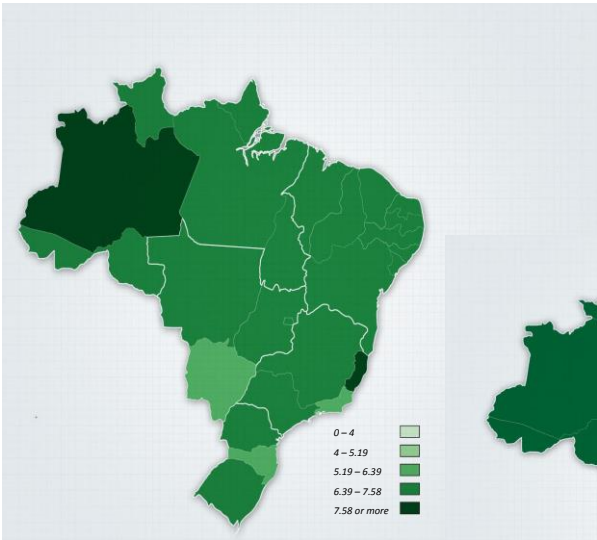 0 – 4
4 – 5.19
5.19 – 6.39
6.39 – 7.58
7.58 or more